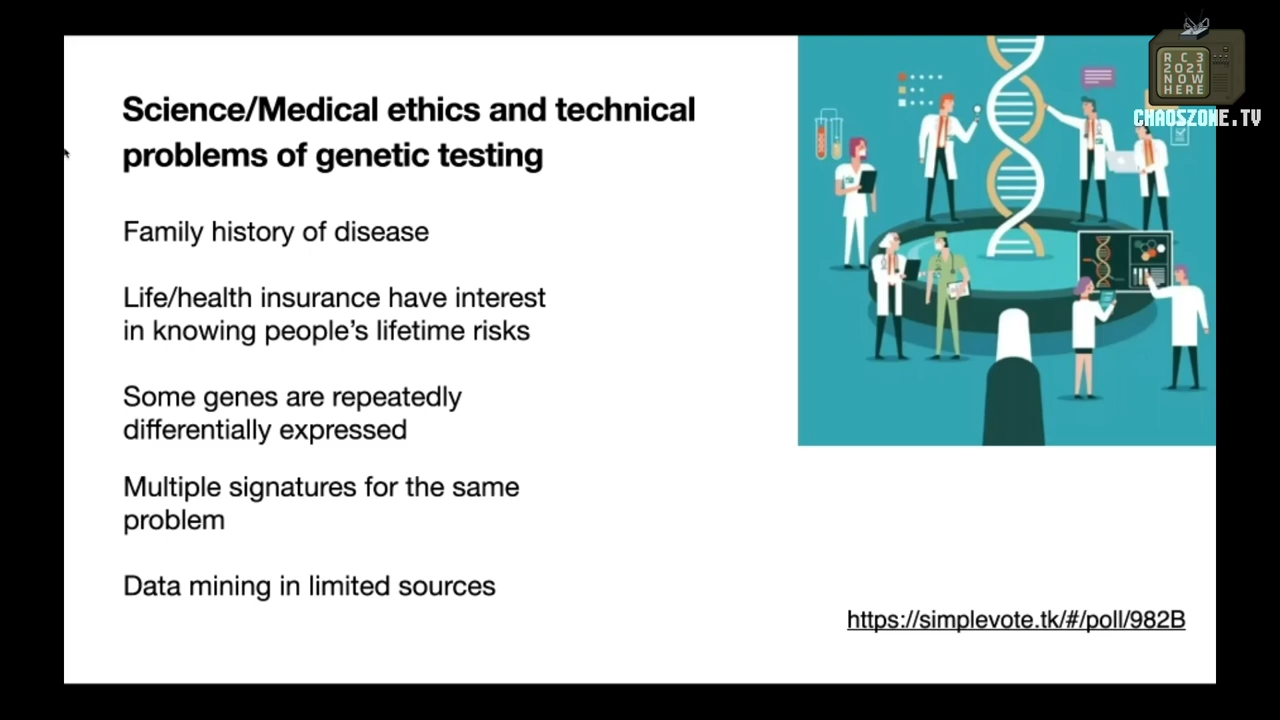 Science/Medical ethics and technical
problems of genetic testing
Family history of disease
Life/health insurance have interest
in knowing people’s lifetime risks
Some genes are repeatedly
differentially expressed
Multiple signatures for the same
problem
Data mining in limited sources
https://simplevote.tk/#/poll/982B
RC3
2021
NOW
HERE
CHAOSZONE.TV